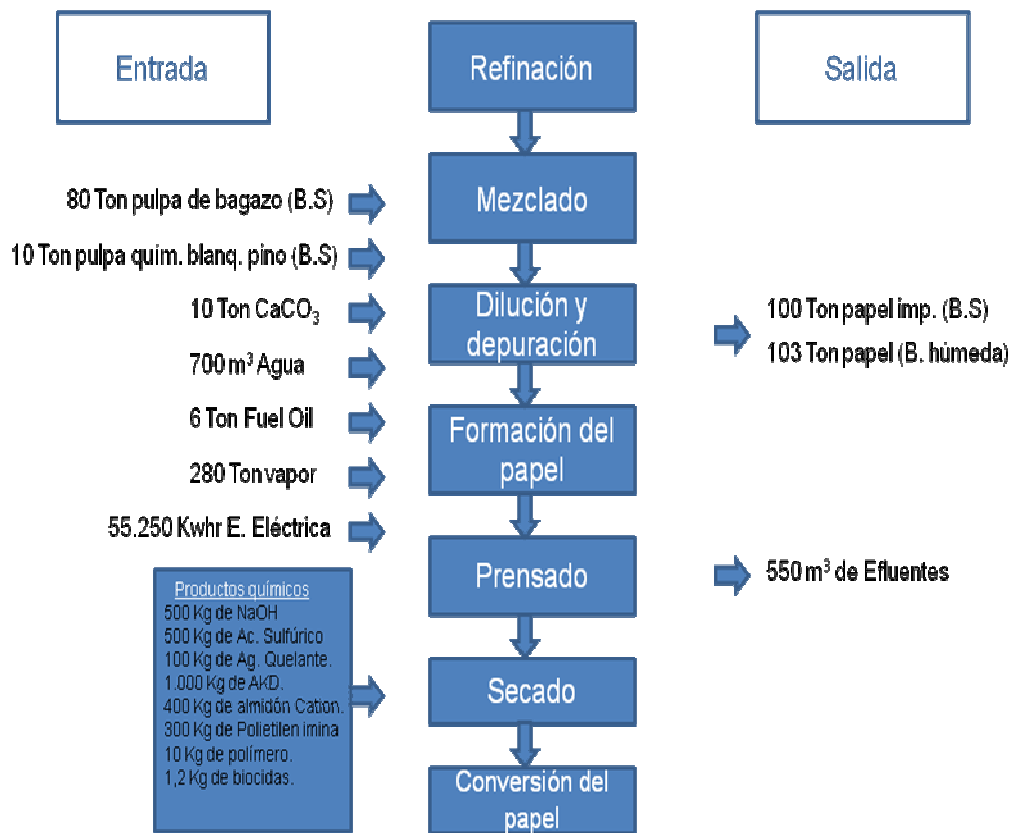 Entrada
Refinación
Salida
80 Ton pulpa de bagazo (B.S)
Mezclado
10 Ton pulpa quím. blanq. pino (B.S)
10 Ton CaCO₃
Dilución y
depuración
100 Ton papel imp. (B.S)
103 Ton papel (B. húmeda)
700 m³ Agua
6 Ton Fuel Oil
Formación del
papel
280 Ton vapor
55.250 Kwhr E. Eléctrica
Prensado
550 m³ de Efluentes
Productos químicos
500 Kg de NaOH
500 Kg de Ac. Sulfúrico
100 Kg de Ag. Quelante.
1.000 Kg de AKD.
400 Kg de almidón Cation.
300 Kg de Polietilen imina
10 Kg de polímero.
1,2 Kg de biocidas.
Secado
Conversión del
papel